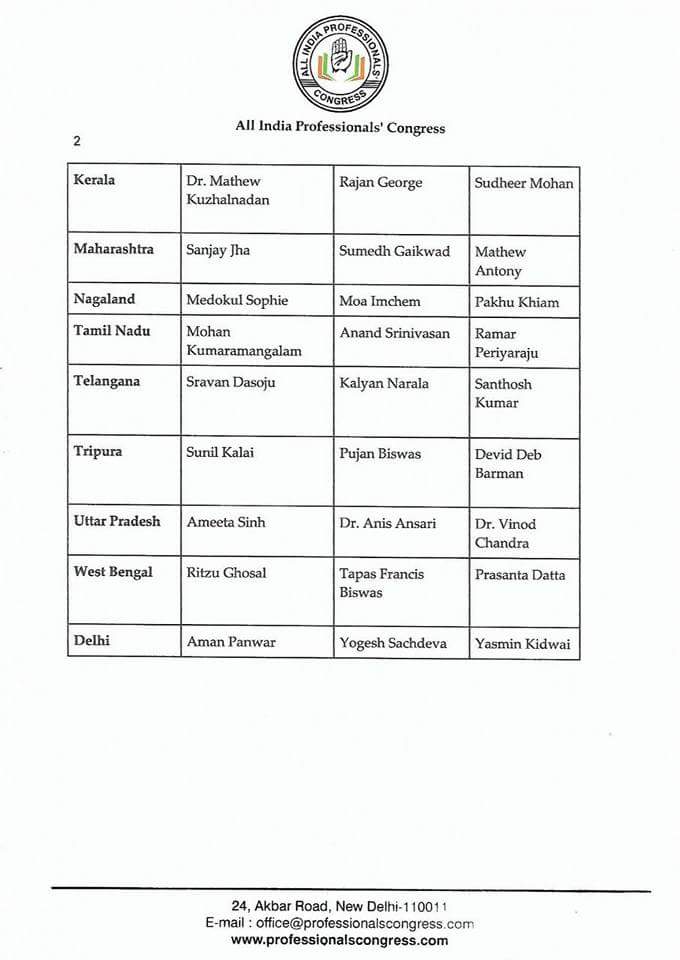 ALL INDIA PROFESSIONALS'
CONGRESS
All India Professionals' Congress
2
Kerala Dr. Mathew Rajan George Sudheer Mohan
Kuzhalnadan
Maharashtra Sanjay Jha Sumedh Gaikwad Mathew
Antony
Nagaland Medokul Sophie Moa Imchem Pakhu Khiam
Tamil Nadu Mohan Anand Srinivasan Ramar
Kumaramangalam Periyaraju
Telangana Sravan Dasoju Kalyan Narala Santhosh
Kumar
Tripura Sunil Kalai Pujan Biswas Devid Deb
Barman
Uttar Pradesh Ameeta Sinh Dr. Anis Ansari Dr. Vinod
Chandra
West Bengal Ritzu Ghosal Tapas Francis Prasanta Datta
Biswas
Delhi Aman Panwar Yogesh Sachdeva Yasmin Kidwai
24, Akbar Road, New Delhi-110011
E-mail : office@professionalscongress.com
www.professionalscongress.com